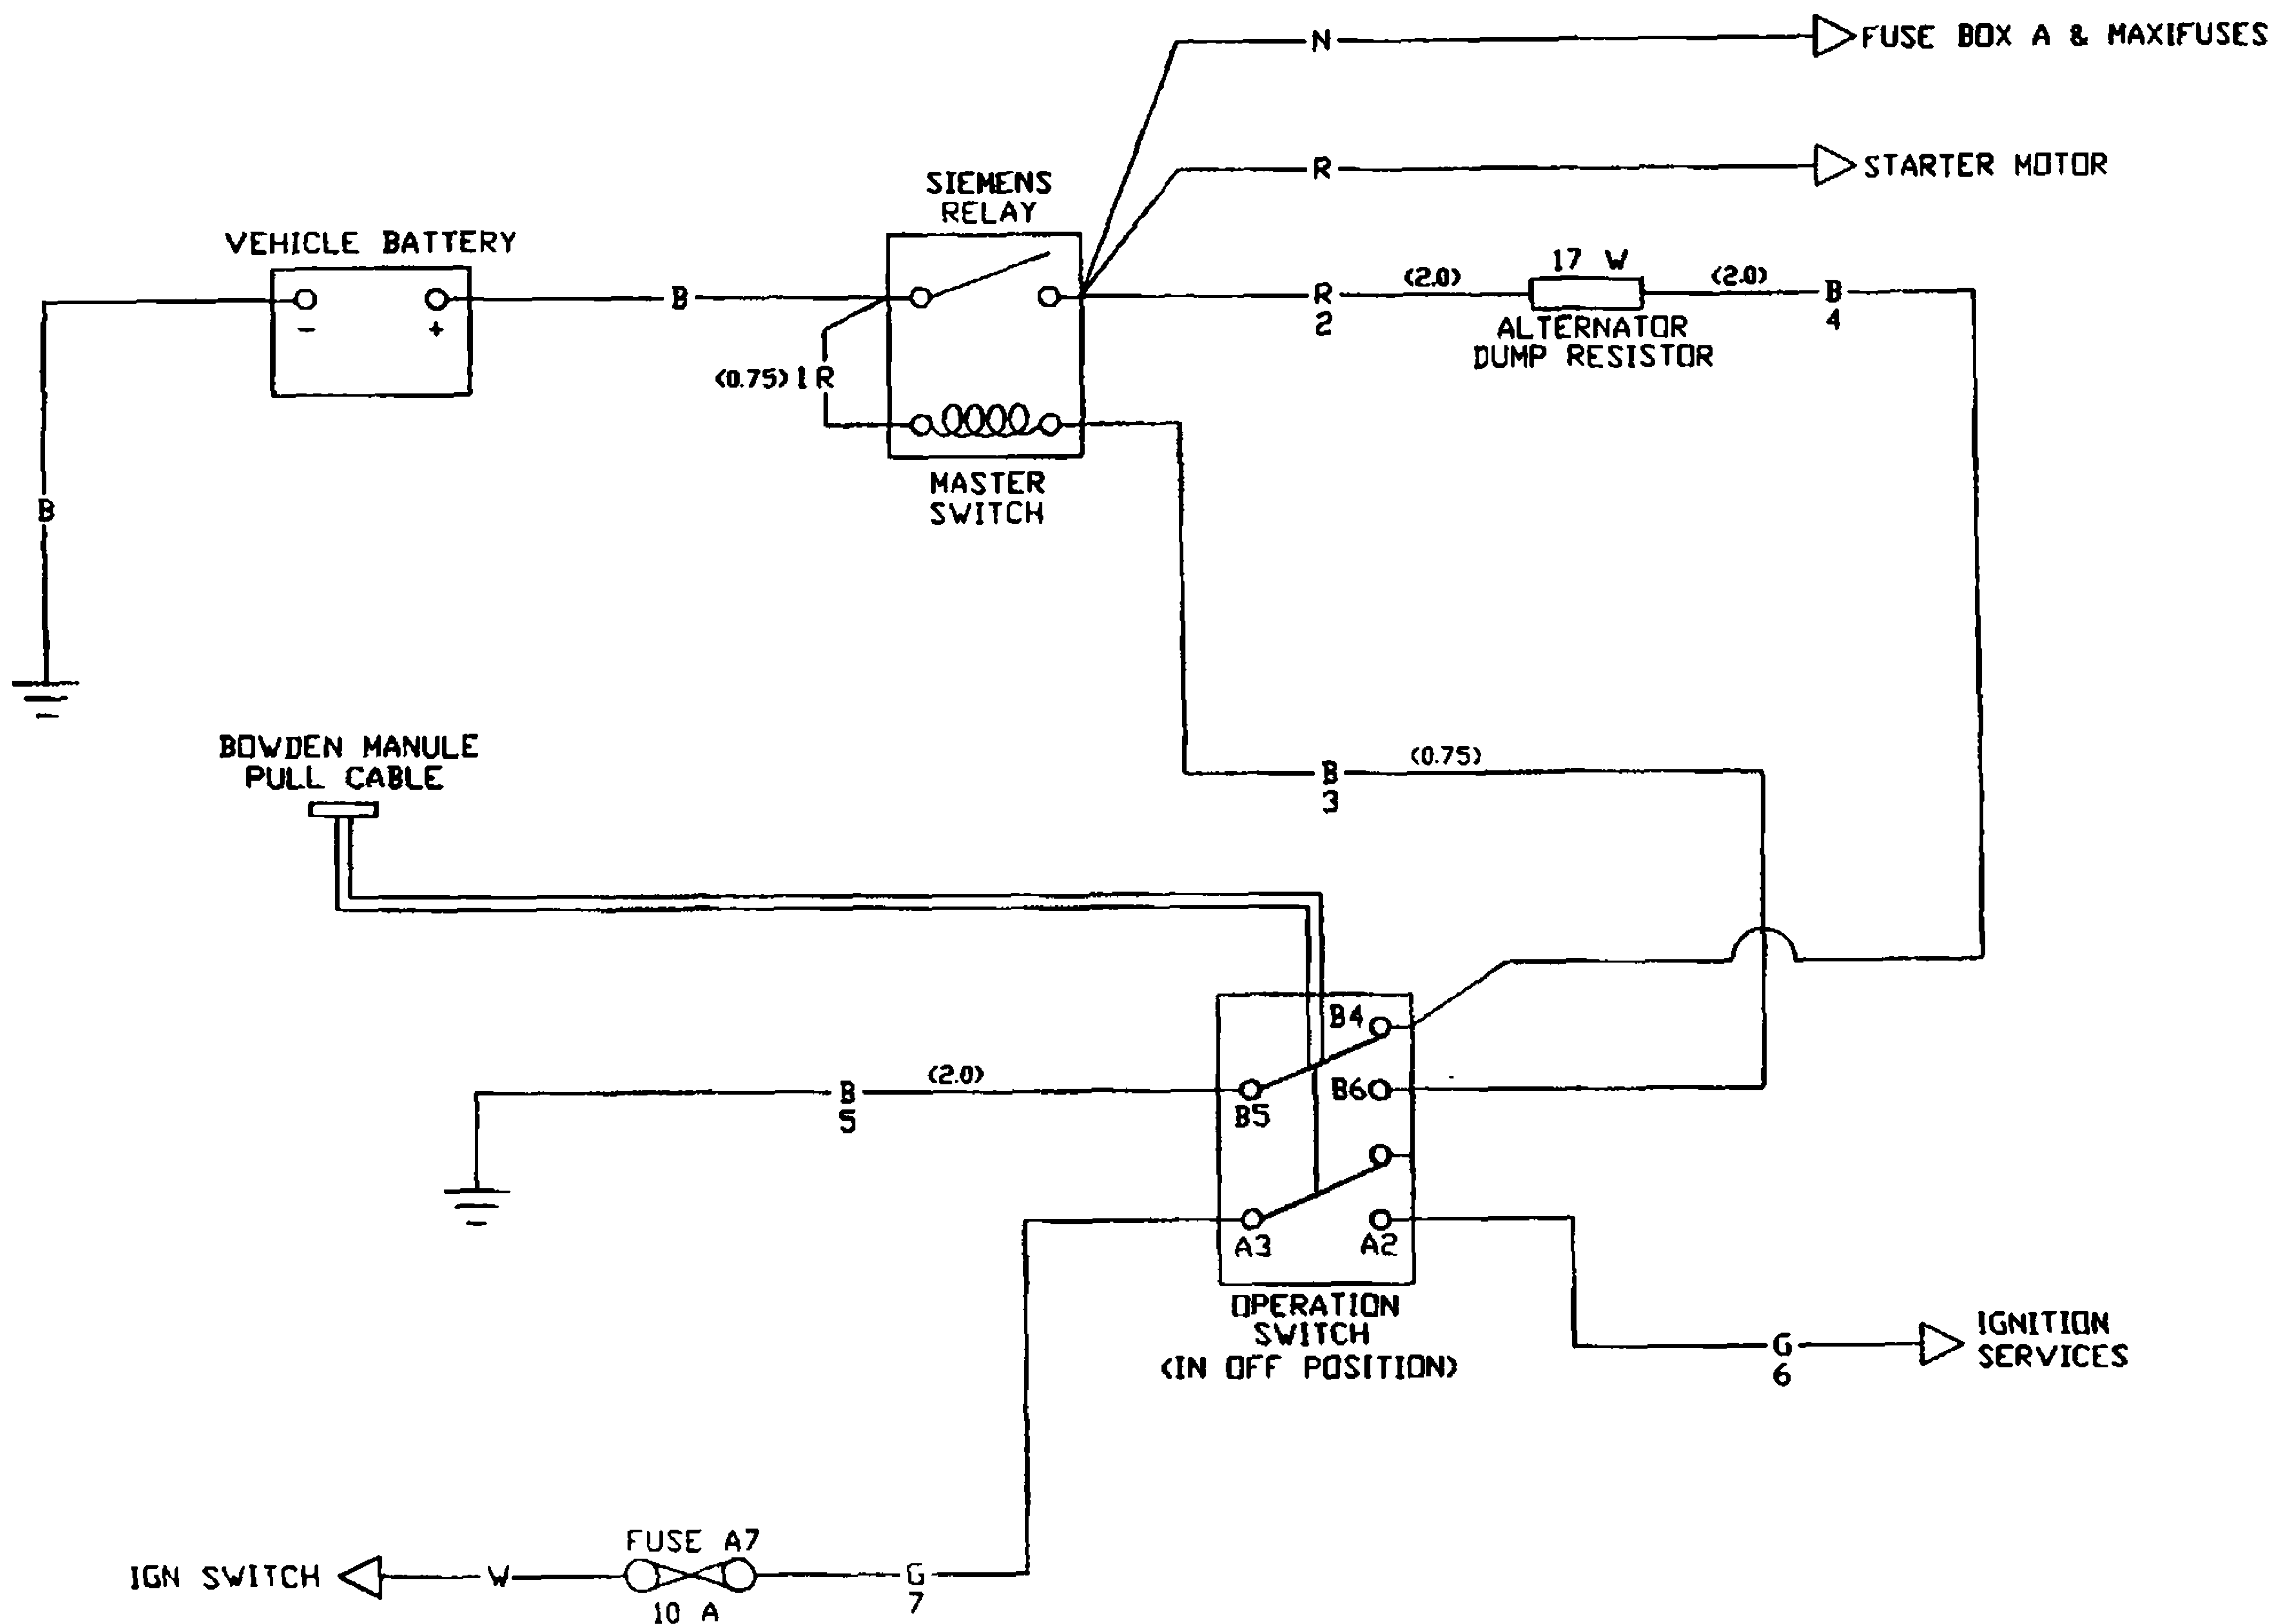 N
FUSE BOX A & MAXIFUSES
R
STARTER MOTOR
SIEMENS
RELAY
VEHICLE BATTERY
-
+
B
(0.75) 1 R
MASTER
SWITCH
R
2
(2.0)
17 W
(2.0)
B
4
ALTERNATOR
DUMP RESISTOR
B
BOWDEN MANULE
PULL CABLE
B
3
(0.75)
B4
B5
B6
A3
A2
B
5
(2.0)
OPERATION
SWITCH
(IN OFF POSITION)
G
6
IGNITION
SERVICES
IGN SWITCH
W
FUSE A7
10 A
G
7